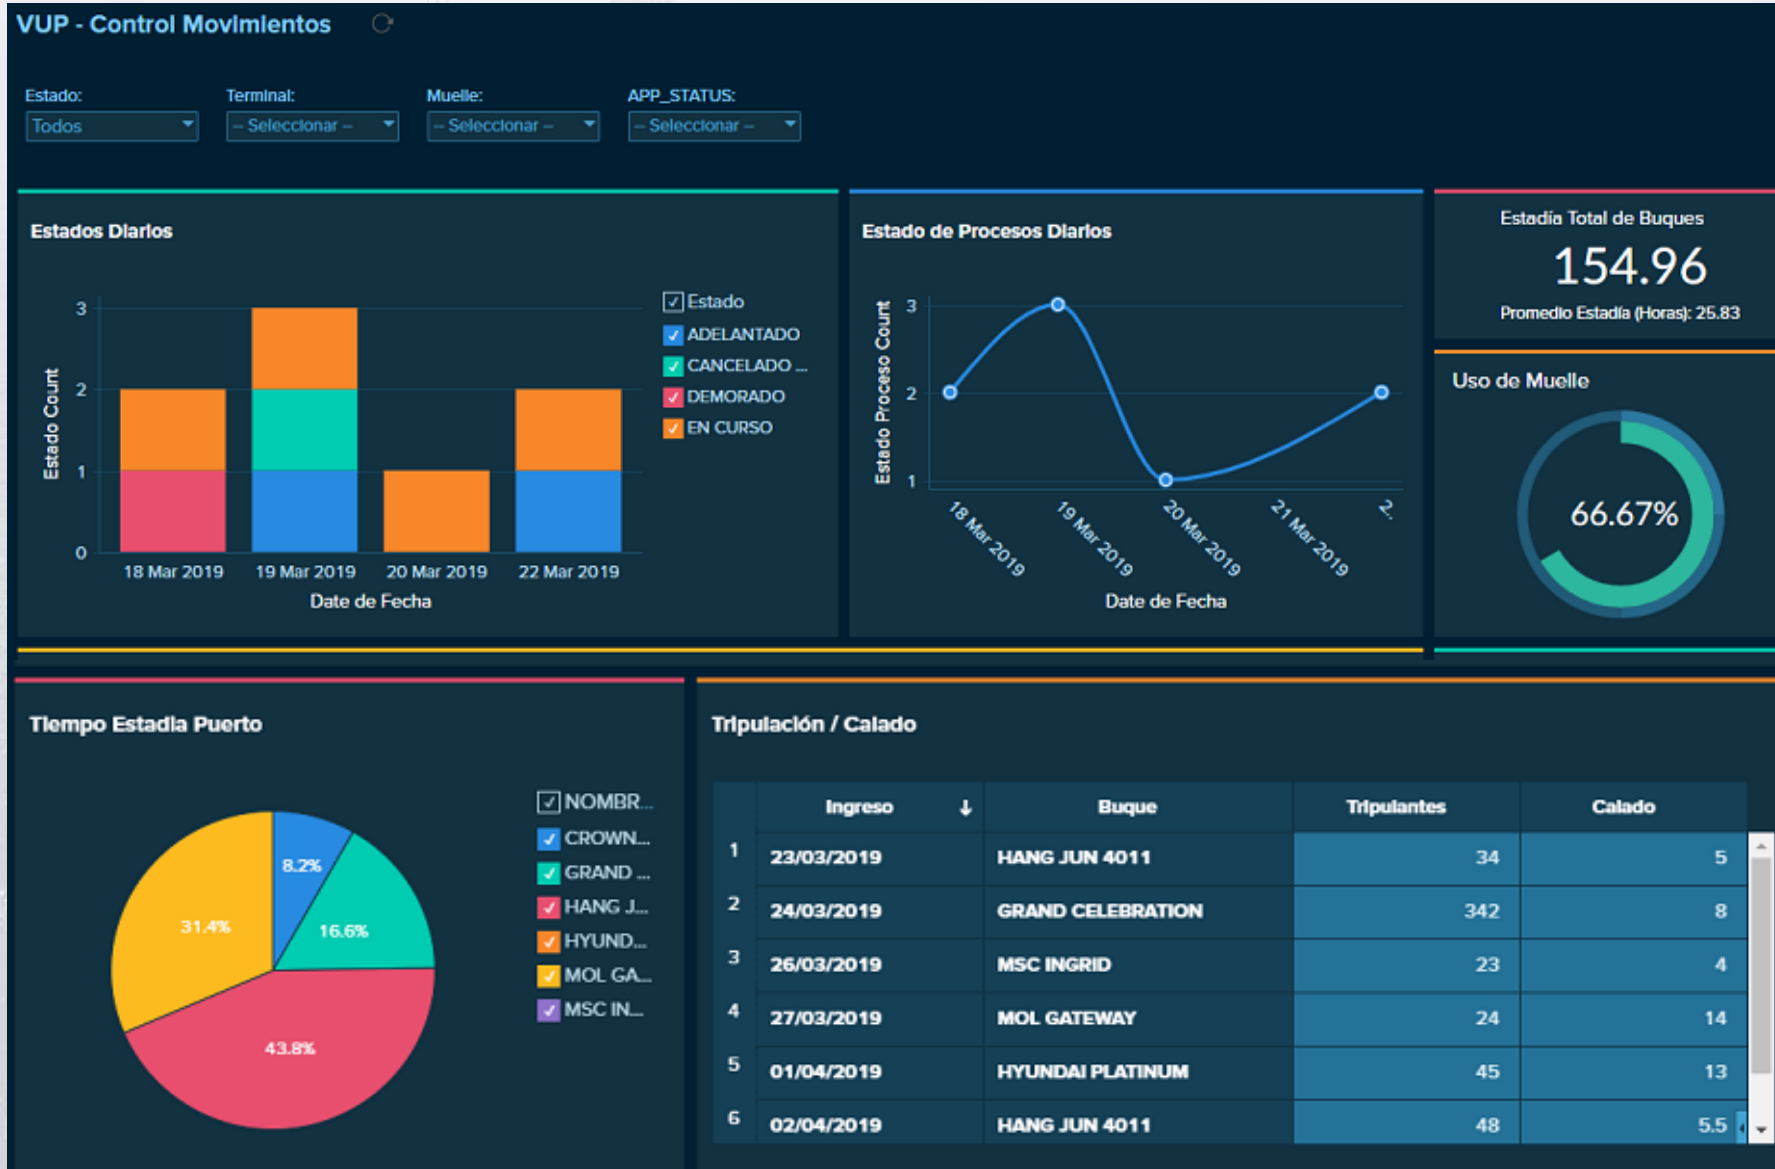 VUP - Control Movimientos
Estado:
Terminal:
Muelle:
APP_STATUS:
Todos
-- Seleccionar --
-- Seleccionar --
-- Seleccionar --
Estados Diarios
Estado Count
3
2
1
0
18 Mar 2019
19 Mar 2019
20 Mar 2019
22 Mar 2019
Date de Fecha
Estado
ADELANTADO
CANCELADO ...
DEMORADO
EN CURSO
Estado de Procesos Diarios
Estado Proceso Count
3
2
1
18 Mar 2019
19 Mar 2019
20 Mar 2019
21 Mar 2019
2..
Date de Fecha
Estadía Total de Buques
154.96
Promedio Estadía (Horas): 25.83
Uso de Muelle
66.67%
Tiempo Estadia Puerto
8.2%
16.6%
43.8%
31.4%
NOMBR...
CROWN...
GRAND ...
HANG J...
HYUND...
MOL GA...
MSC IN...
Tripulación / Calado
Ingreso Buque Tripulantes Calado
1 23/03/2019 HANG JUN 4011 34 5
2 24/03/2019 GRAND CELEBRATION 342 8
3 26/03/2019 MSC INGRID 23 4
4 27/03/2019 MOL GATEWAY 24 14
5 01/04/2019 HYUNDAI PLATINUM 45 13
6 02/04/2019 HANG JUN 4011 48 5.5